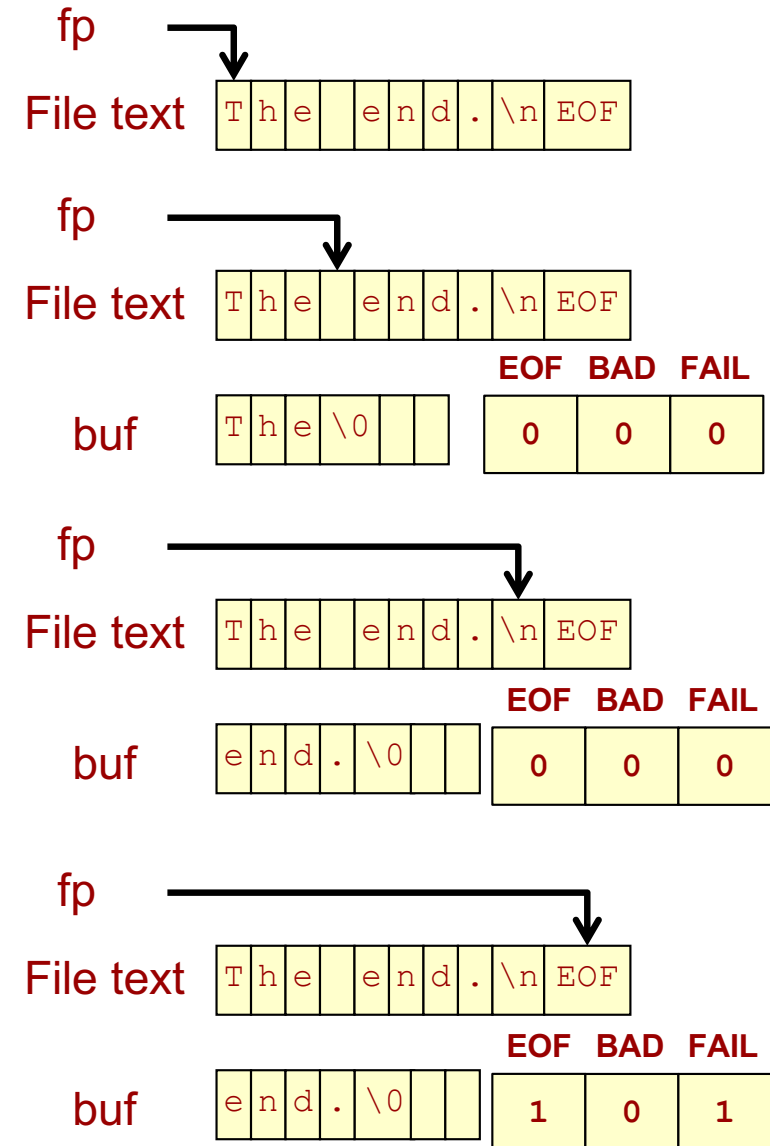 fp
File text T h e   e n d . \n EOF
fp
File text T h e   e n d . \n EOF
EOF BAD FAIL
buf T h e \0 0 0 0
fp
File text T h e   e n d . \n EOF
EOF BAD FAIL
buf e n d . \0 0 0 0
fp
File text T h e   e n d . \n EOF
EOF BAD FAIL
buf e n d . \0 1 0 1